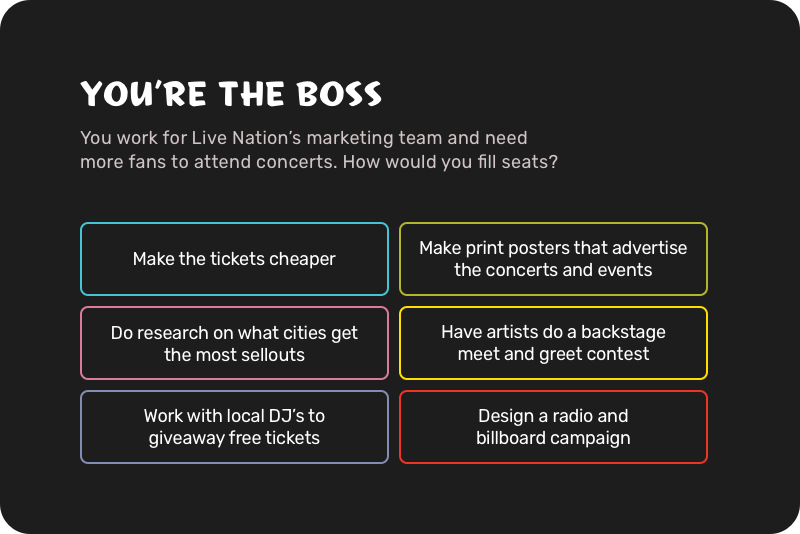 YOU'RE THE BOSS
You work for Live Nation’s marketing team and need
more fans to attend concerts. How would you fill seats?
Make the tickets cheaper
Make print posters that advertise
the concerts and events
Do research on what cities get
the most sellouts
Have artists do a backstage
meet and greet contest
Work with local DJ’s to
giveaway free tickets
Design a radio and
billboard campaign